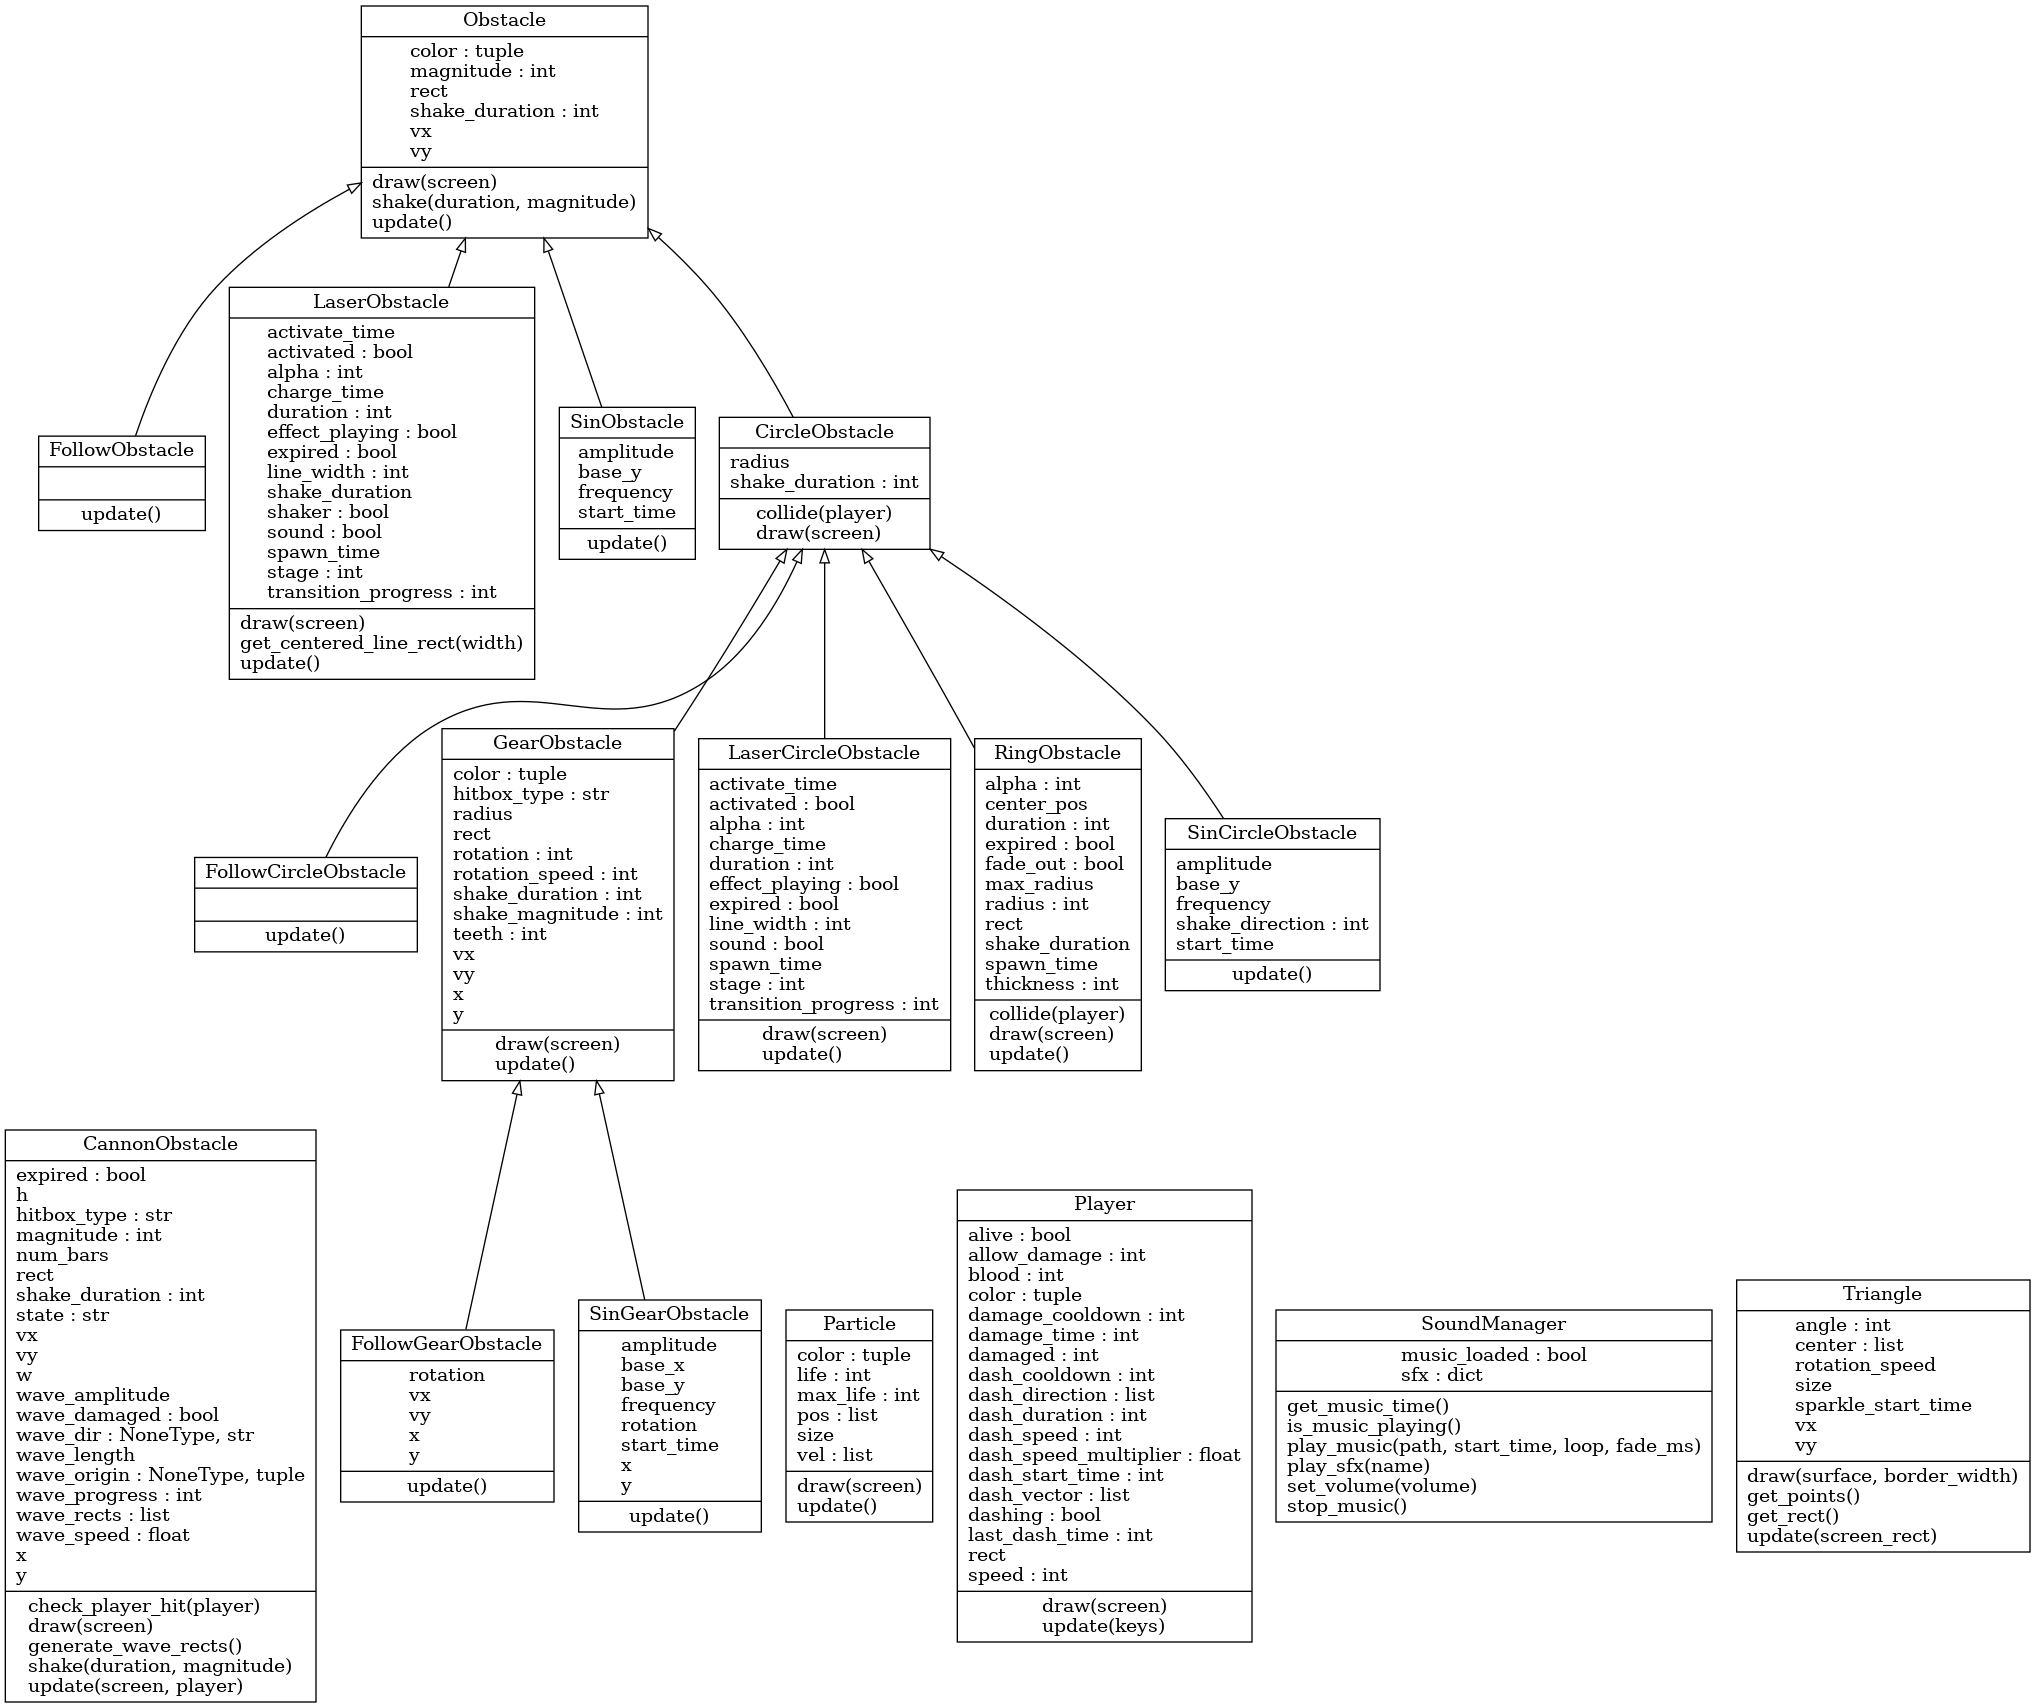 Obstacle
color : tuple
magnitude : int
rect
shake_duration : int
vx
vy
draw(screen)
shake(duration, magnitude)
update()
FollowObstacle
update()
LaserObstacle
activate_time
activated : bool
alpha : int
charge_time
duration : int
effect_playing : bool
expired : bool
line_width : int
shake_duration
shaker : bool
sound : bool
spawn_time
stage : int
transition_progress : int
draw(screen)
get_centered_line_rect(width)
update()
SinObstacle
amplitude
base_y
frequency
start_time
update()
CircleObstacle
radius
shake_duration : int
collide(player)
draw(screen)
FollowCircleObstacle
update()
GearObstacle
color : tuple
hitbox_type : str
radius
rect
rotation : int
rotation_speed : int
shake_duration : int
shake_magnitude : int
teeth : int
vx
vy
x
y
draw(screen)
update()
LaserCircleObstacle
activate_time
activated : bool
alpha : int
charge_time
duration : int
effect_playing : bool
expired : bool
line_width : int
sound : bool
spawn_time
stage : int
transition_progress : int
draw(screen)
update()
RingObstacle
alpha : int
center_pos
duration : int
expired : bool
fade_out : bool
max_radius
radius : int
rect
shake_duration
spawn_time
thickness : int
collide(player)
draw(screen)
update()
SinCircleObstacle
amplitude
base_y
frequency
shake_direction : int
start_time
update()
CannonObstacle
expired : bool
h
hitbox_type : str
magnitude : int
num_bars
rect
shake_duration : int
state : str
vx
vy
w
wave_amplitude
wave_damaged : bool
wave_dir : NoneType, str
wave_length
wave_origin : NoneType, tuple
wave_progress : int
wave_rects : list
wave_speed : float
x
y
check_player_hit(player)
draw(screen)
generate_wave_rects()
shake(duration, magnitude)
update(screen, player)
FollowGearObstacle
rotation
vx
vy
x
y
update()
SinGearObstacle
amplitude
base_x
base_y
frequency
rotation
start_time
x
y
update()
Particle
color : tuple
life : int
max_life : int
pos : list
size
vel : list
draw(screen)
update()
Player
alive : bool
allow_damage : int
blood : int
color : tuple
damage_cooldown : int
damage_time : int
damaged : int
dash_cooldown : int
dash_direction : list
dash_duration : int
dash_speed : int
dash_speed_multiplier : float
dash_start_time : int
dash_vector : list
dashing : bool
last_dash_time : int
rect
speed : int
draw(screen)
update(keys)
SoundManager
music_loaded : bool
sfx : dict
get_music_time()
is_music_playing()
play_music(path, start_time, loop, fade_ms)
play_sfx(name)
set_volume(volume)
stop_music()
Triangle
angle : int
center : list
rotation_speed
size
sparkle_start_time
vx
vy
draw(surface, border_width)
get_points()
get_rect()
update(screen_rect)